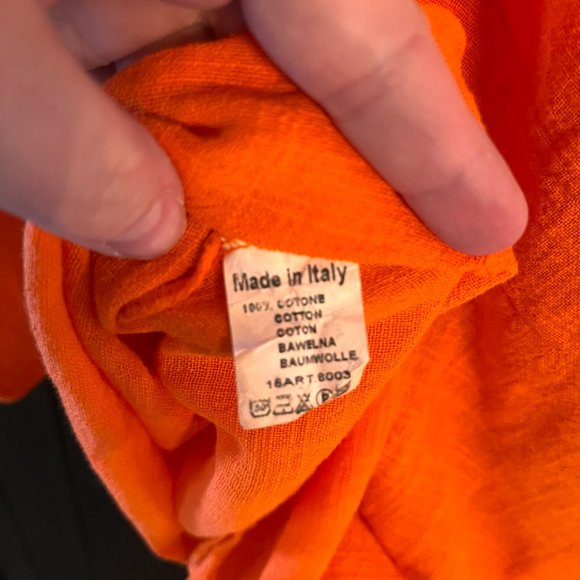 Made in Italy
100% COTONE
COTTON
COTON
BAWELNA
BAUMWOLLE
16ART.8003